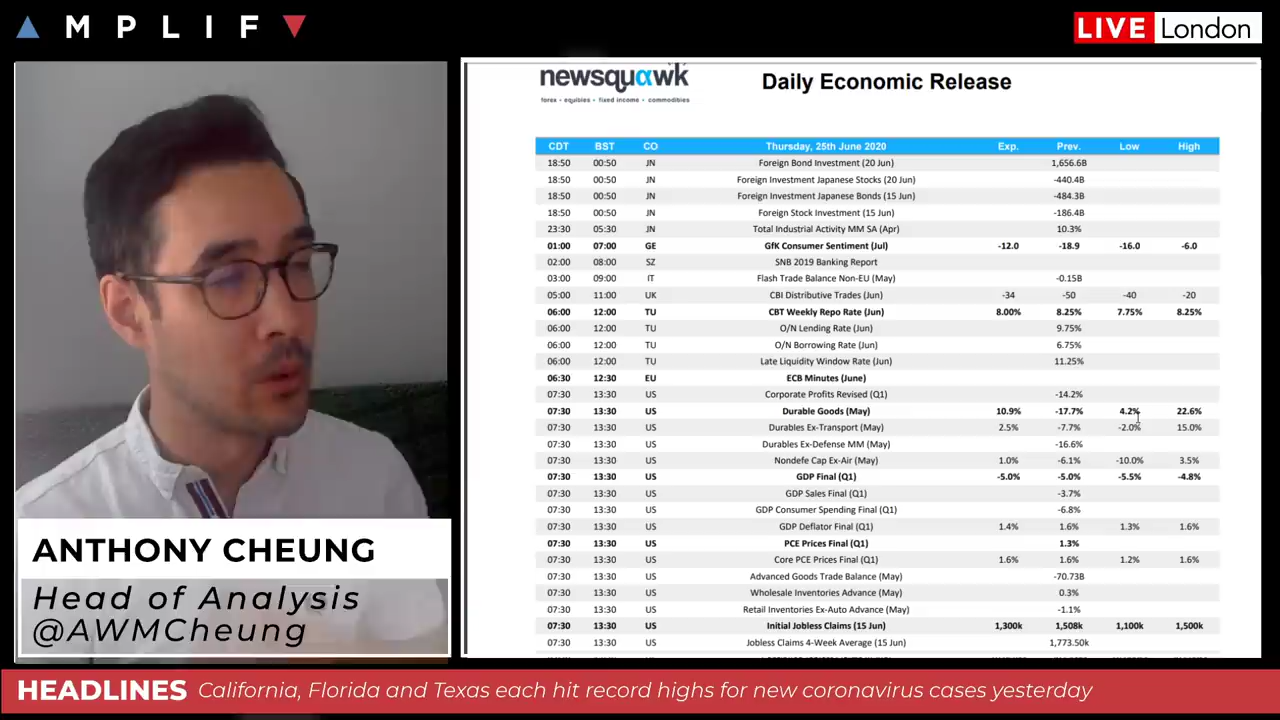 AMPLIFY
LIVE London
newsquawk
forex • equities • fixed income • commodities
Daily Economic Release
CDT BST CO Thursday, 25th June 2020 Exp. Prev. Low High
18:50 00:50 JN Foreign Bond Investment (20 Jun) 1,656.6B
18:50 00:50 JN Foreign Investment Japanese Stocks (20 Jun) -440.4B
18:50 00:50 JN Foreign Investment Japanese Bonds (15 Jun) -484.3B
18:50 00:50 JN Foreign Stock Investment (15 Jun) -186.4B
23:30 05:30 JN Total Industrial Activity MM SA (Apr) 10.3%
01:00 07:00 GE GfK Consumer Sentiment (Jul) -12.0 -18.9 -16.0 -6.0
02:00 08:00 SZ SNB 2019 Banking Report
03:00 09:00 IT Flash Trade Balance Non-EU (May) -0.15B
05:00 11:00 UK CBI Distributive Trades (Jun) -34 -50 -40 -20
06:00 12:00 TU CBT Weekly Repo Rate (Jun) 8.00% 8.25% 7.75% 8.25%
06:00 12:00 TU O/N Lending Rate (Jun) 9.75%
06:00 12:00 TU O/N Borrowing Rate (Jun) 6.75%
06:00 12:00 TU Late Liquidity Window Rate (Jun) 11.25%
06:30 12:30 EU ECB Minutes (June)
07:30 13:30 US Corporate Profits Revised (Q1) -14.2%
07:30 13:30 US Durable Goods (May) 10.9% -17.7% 4.2% 22.6%
07:30 13:30 US Durables Ex-Transport (May) 2.5% -7.7% -2.0% 15.0%
07:30 13:30 US Durables Ex-Defense MM (May) -16.6%
07:30 13:30 US Nondefe Cap Ex-Air (May) 1.0% -6.1% -10.0% 3.5%
07:30 13:30 US GDP Final (Q1) -5.0% -5.0% -5.5% -4.8%
07:30 13:30 US GDP Sales Final (Q1) -3.7%
07:30 13:30 US GDP Consumer Spending Final (Q1) -6.8%
07:30 13:30 US GDP Deflator Final (Q1) 1.4% 1.6% 1.3% 1.6%
07:30 13:30 US PCE Prices Final (Q1) 1.3%
07:30 13:30 US Core PCE Prices Final (Q1) 1.6% 1.6% 1.2% 1.6%
07:30 13:30 US Advanced Goods Trade Balance (May) -70.73B
07:30 13:30 US Wholesale Inventories Advance (May) 0.3%
07:30 13:30 US Retail Inventories Ex-Auto Advance (May) -1.1%
07:30 13:30 US Initial Jobless Claims (15 Jun) 1,300k 1,508k 1,100k 1,500k
07:30 13:30 US Jobless Claims 4-Week Average (15 Jun) 1,773.50k
ANTHONY CHEUNG
Head of Analysis
@AWMCheung
HEADLINES California, Florida and Texas each hit record highs for new coronavirus cases yesterday